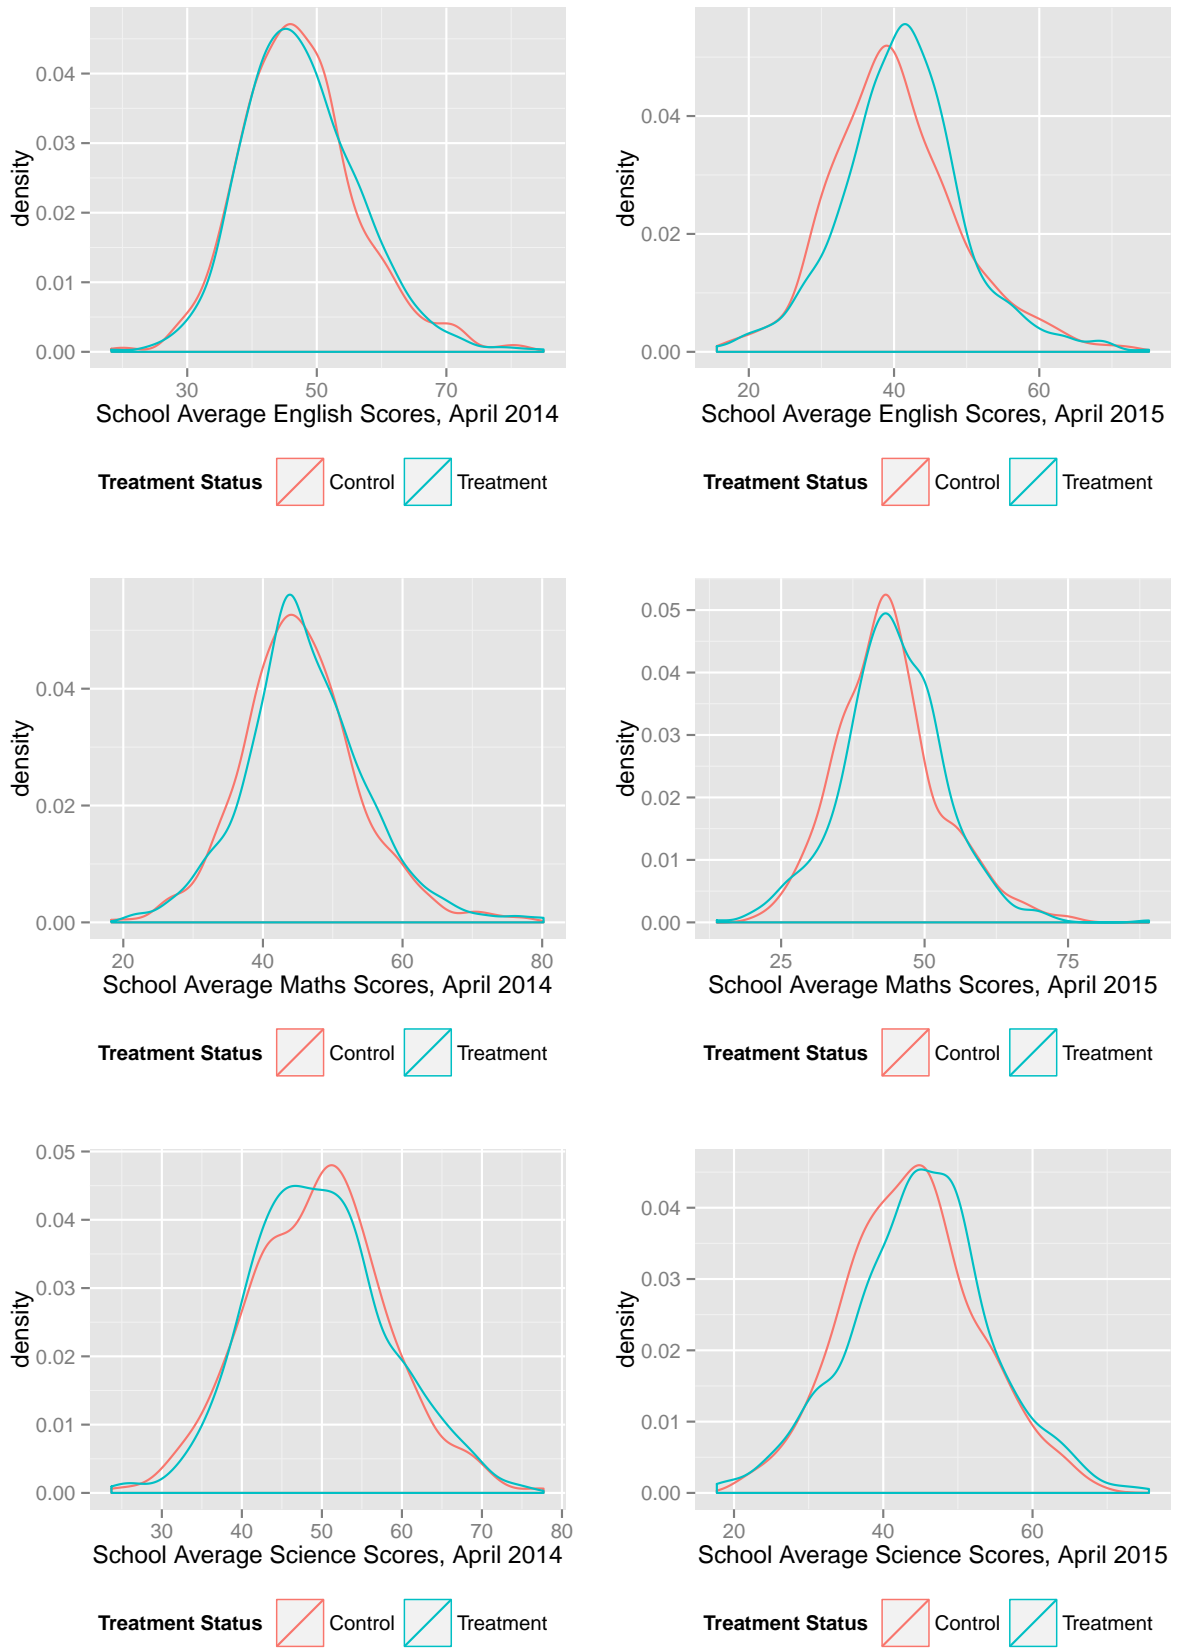 density
0.04
0.03
0.02
0.01
0.00
30 50 70
School Average English Scores, April 2014
Treatment Status Control Treatment
density
0.04
0.02
0.00
20 40 60
School Average English Scores, April 2015
Treatment Status Control Treatment
density
0.04
0.02
0.00
20 40 60 80
School Average Maths Scores, April 2014
Treatment Status Control Treatment
density
0.05
0.04
0.03
0.02
0.01
0.00
25 50 75
School Average Maths Scores, April 2015
Treatment Status Control Treatment
density
0.05
0.04
0.03
0.02
0.01
0.00
30 40 50 60 70 80
School Average Science Scores, April 2014
Treatment Status Control Treatment
density
0.04
0.03
0.02
0.01
0.00
20 40 60
School Average Science Scores, April 2015
Treatment Status Control Treatment